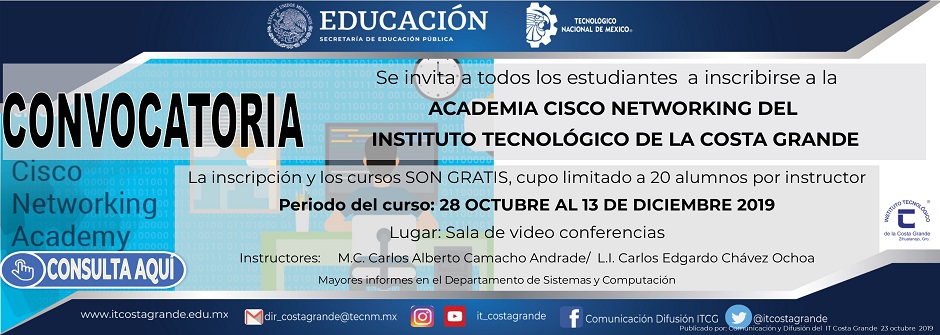 EDUCACIÓN
SECRETARÍA DE EDUCACIÓN PÚBLICA
TECNOLÓGICO
NACIONAL DE MÉXICO
CONVOCATORIA
Se invita a todos los estudiantes a inscribirse a la
ACADEMIA CISCO NETWORKING DEL
INSTITUTO TECNOLÓGICO DE LA COSTA GRANDE
Cisco
Networking
Academy
CONSULTA AQUÍ
La inscripción y los cursos SON GRATIS, cupo limitado a 20 alumnos por instructor
Periodo del curso: 28 OCTUBRE AL 13 DE DICIEMBRE 2019
Lugar: Sala de video conferencias
Instructores: M.C. Carlos Alberto Camacho Andrade/ L.I. Carlos Edgardo Chávez Ochoa
Mayores informes en el Departamento de Sistemas y Computación
INSTITUTO TECNOLÓGICO
de la Costa Grande
Zihuatanejo, Gro.
www.itcostagrande.edu.mx
dir_costagrande@tecnm.mx
it_costagrande
Comunicación Difusión ITCG
@itcostagrande
Publicado por: Comunicación y Difusión del IT Costa Grande 23 octubre 2019